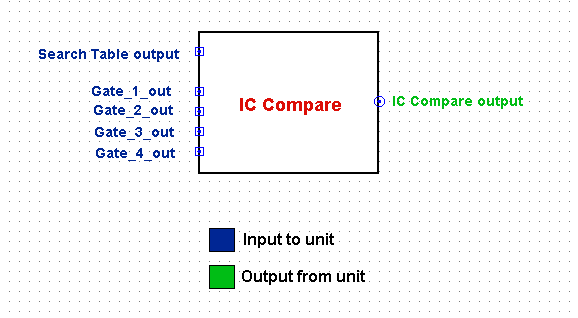 Search Table output
Gate_1_out
Gate_2_out
IC Compare
IC Compare output
Gate_3_out
Gate_4_out
Input to unit
Output from unit